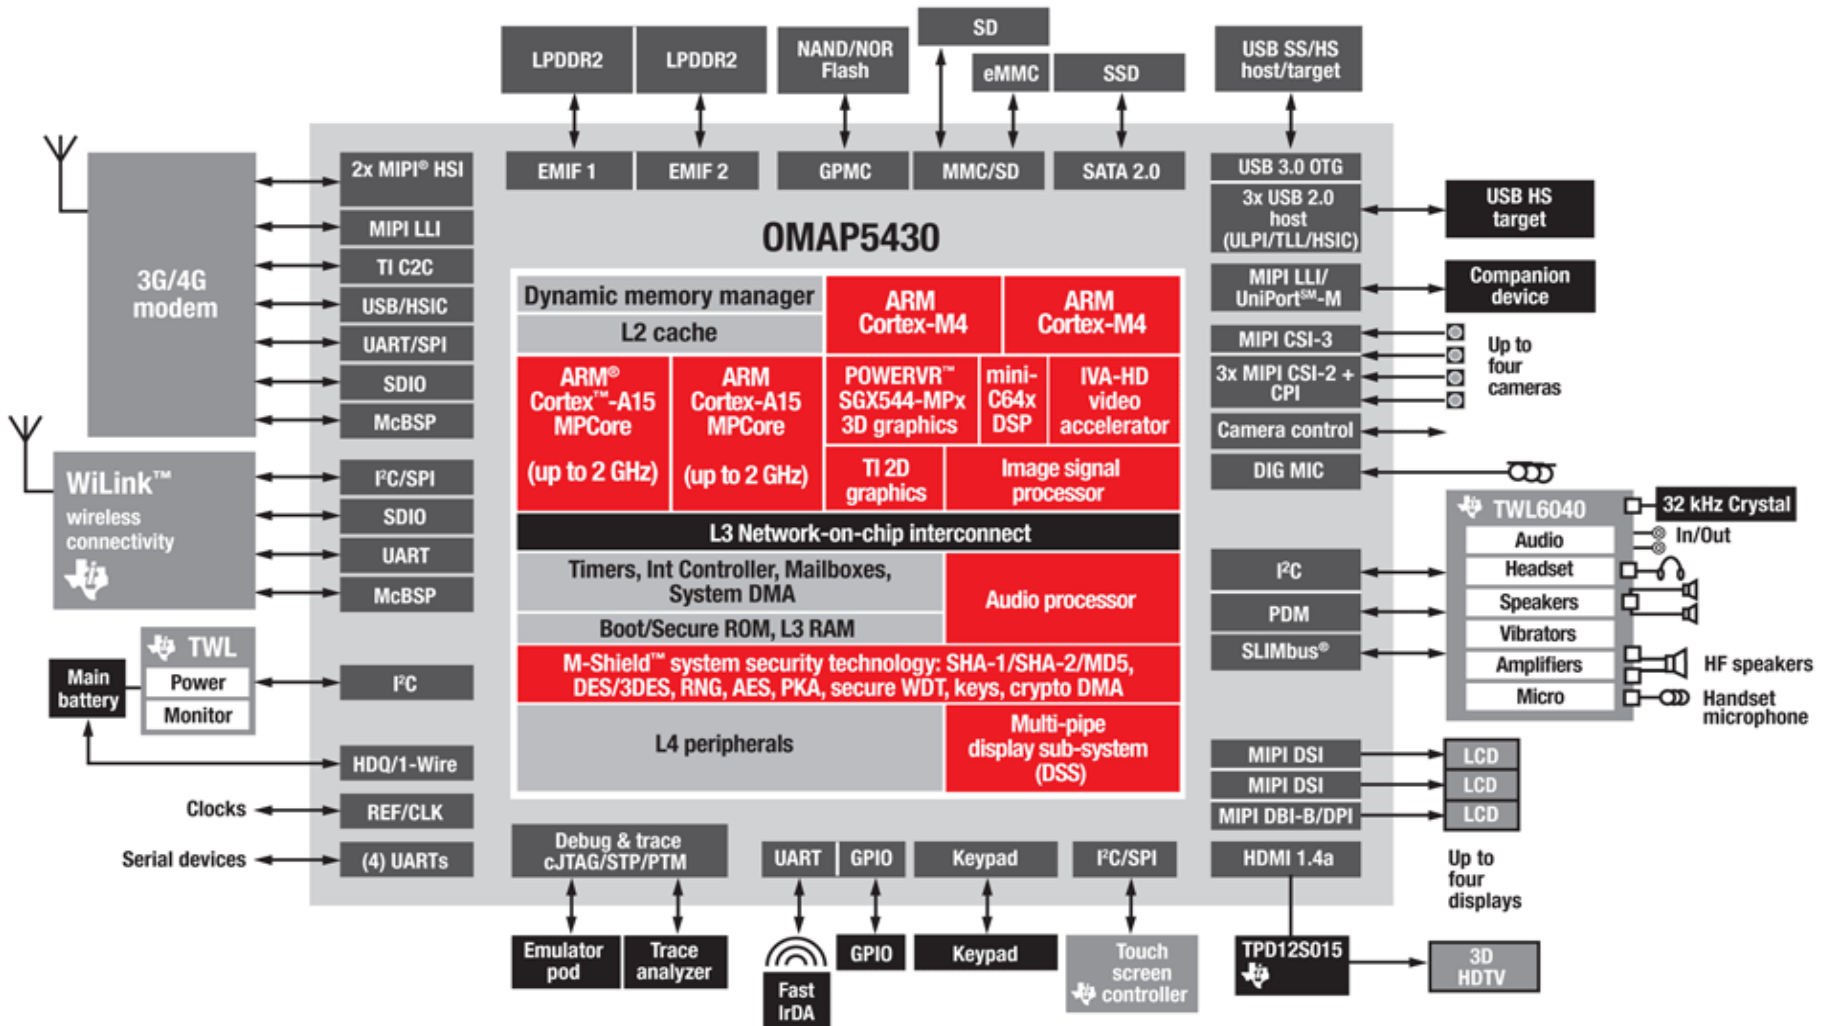 LPDDR2
LPDDR2
NAND/NOR
Flash
SD
eMMC
SSD
USB SS/HS
host/target
EMIF 1
EMIF 2
GPMC
MMC/SD
SATA 2.0
USB 3.0 OTG
3x USB 2.0
host
(ULPI/TLL/HSIC)
USB HS
target
MIPI LLI/
UniPort℠-M
Companion
device
MIPI CSI-3
3x MIPI CSI-2 +
CPI
Up to
four
cameras
Camera control
DIG MIC
3G/4G
modem
2x MIPI® HSI
MIPI LLI
TI C2C
USB/HSIC
UART/SPI
SDIO
McBSP
WiLink™
wireless
connectivity
I²C/SPI
SDIO
UART
McBSP
TWL
Power
Monitor
Main
battery
I²C
HDQ/1-Wire
Clocks
REF/CLK
Serial devices
(4) UARTs
OMAP5430
Dynamic memory manager
L2 cache
ARM
Cortex-M4
ARM
Cortex-M4
ARM®
Cortex™-A15
MPCore
(up to 2 GHz)
ARM
Cortex-A15
MPCore
(up to 2 GHz)
POWERVR™
SGX544-MPx
3D graphics
mini-
C64x
DSP
IVA-HD
video
accelerator
TI 2D
graphics
Image signal
processor
L3 Network-on-chip interconnect
Timers, Int Controller, Mailboxes,
System DMA
Boot/Secure ROM, L3 RAM
Audio processor
M-Shield™ system security technology: SHA-1/SHA-2/MD5,
DES/3DES, RNG, AES, PKA, secure WDT, keys, crypto DMA
L4 peripherals
Multi-pipe
display sub-system
(DSS)
I²C
PDM
SLIMbus®
TWL6040
Audio
Headset
Speakers
Vibrators
Amplifiers
Micro
32 kHz Crystal
In/Out
HF speakers
Handset
microphone
MIPI DSI
LCD
MIPI DSI
LCD
MIPI DBI-B/DPI
LCD
HDMI 1.4a
Up to
four
displays
Debug & trace
cJTAG/STP/PTM
UART
GPIO
Keypad
I²C/SPI
Emulator
pod
Trace
analyzer
Fast
IrDA
GPIO
Keypad
Touch
screen
controller
TPD12S015
3D
HDTV